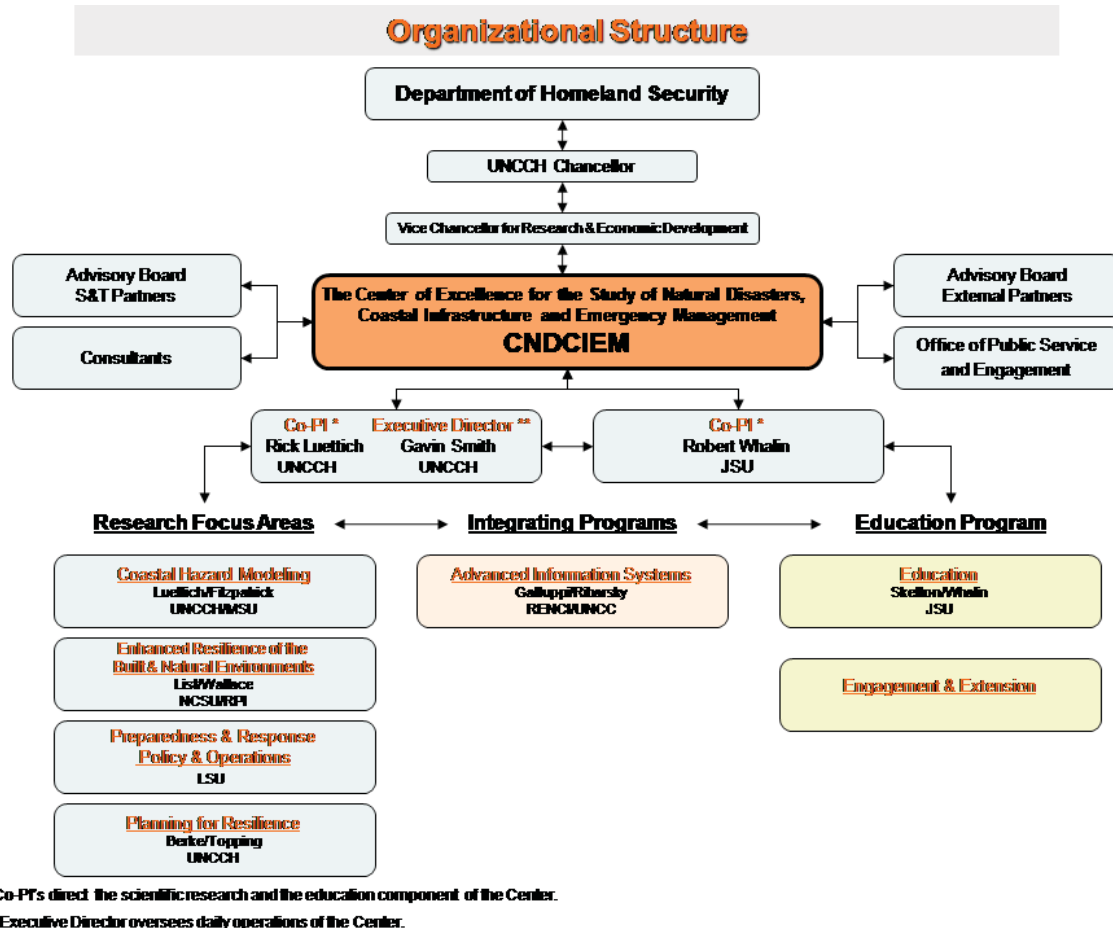 Organizational Structure
Department of Homeland Security
UNCCH Chancellor
Vice Chancellor for Research & Economic Development
Advisory Board
S&T Partners
Consultants
The Center of Excellence for the Study of Natural Disasters,
Coastal Infrastructure and Emergency Management
CNDCIEM
Advisory Board
External Partners
Office of Public Service
and Engagement
Co-PI * Executive Director **
Rick Luettich Gavin Smith
UNCCH UNCCH
Co-PI *
Robert Whalin
JSU
Research Focus Areas
Integrating Programs
Education Program
Coastal Hazard Modeling
Luettich/Fitzpatrick
UNCCH/MSU
Enhanced Resilience of the
Built & Natural Environments
List/Wallace
NCSU/RPI
Preparedness & Response
Policy & Operations
LSU
Planning for Resilience
Berke/Topping
UNCCH
Advanced Information Systems
Galluppi/Ribarsky
RENCI/UNCC
Education
Skelton/Whalin
JSU
Engagement & Extension
Co-PI's direct the scientific research and the education component of the Center.
Executive Director oversees daily operations of the Center.